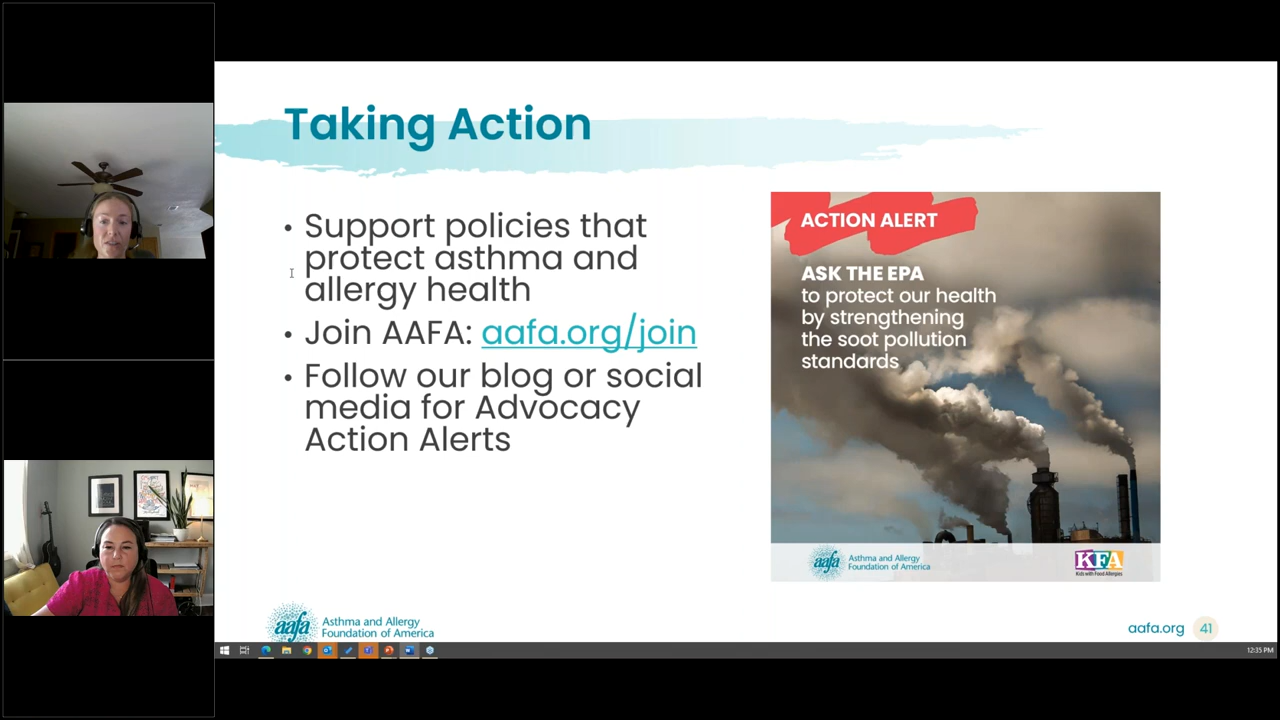 Taking Action
• Support policies that
protect asthma and
allergy health
• Join AAFA: aafa.org/join
• Follow our blog or social
media for Advocacy
Action Alerts
ACTION ALERT
ASK THE EPA
to protect our health
by strengthening
the soot pollution
standards
aafa
Asthma and Allergy
Foundation of America
KFA
Kids with Food Allergies
aafa
Asthma and Allergy
Foundation of America
aafa.org 41
12:35 PM